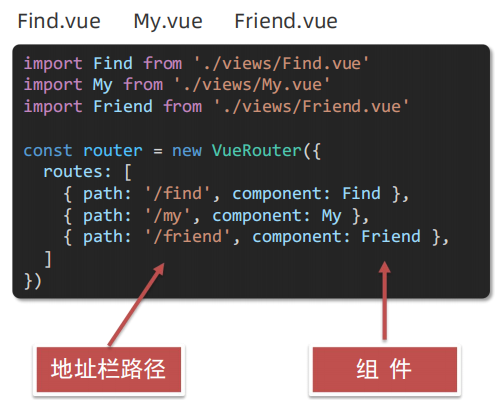 Find.vue My.vue Friend.vue
import Find from './views/Find.vue'
import My from './views/My.vue'
import Friend from './views/Friend.vue'
const router = new VueRouter({
  routes: [
    { path: '/find', component: Find },
    { path: '/my', component: My },
    { path: '/friend', component: Friend },
  ]
})
地址栏路径
组 件